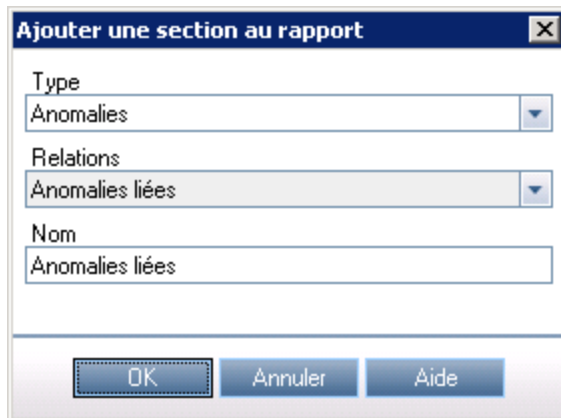 Ajouter une section au rapport
Type
Anomalies
Relations
Anomalies liées
Nom
Anomalies liées
OK Annuler Aide